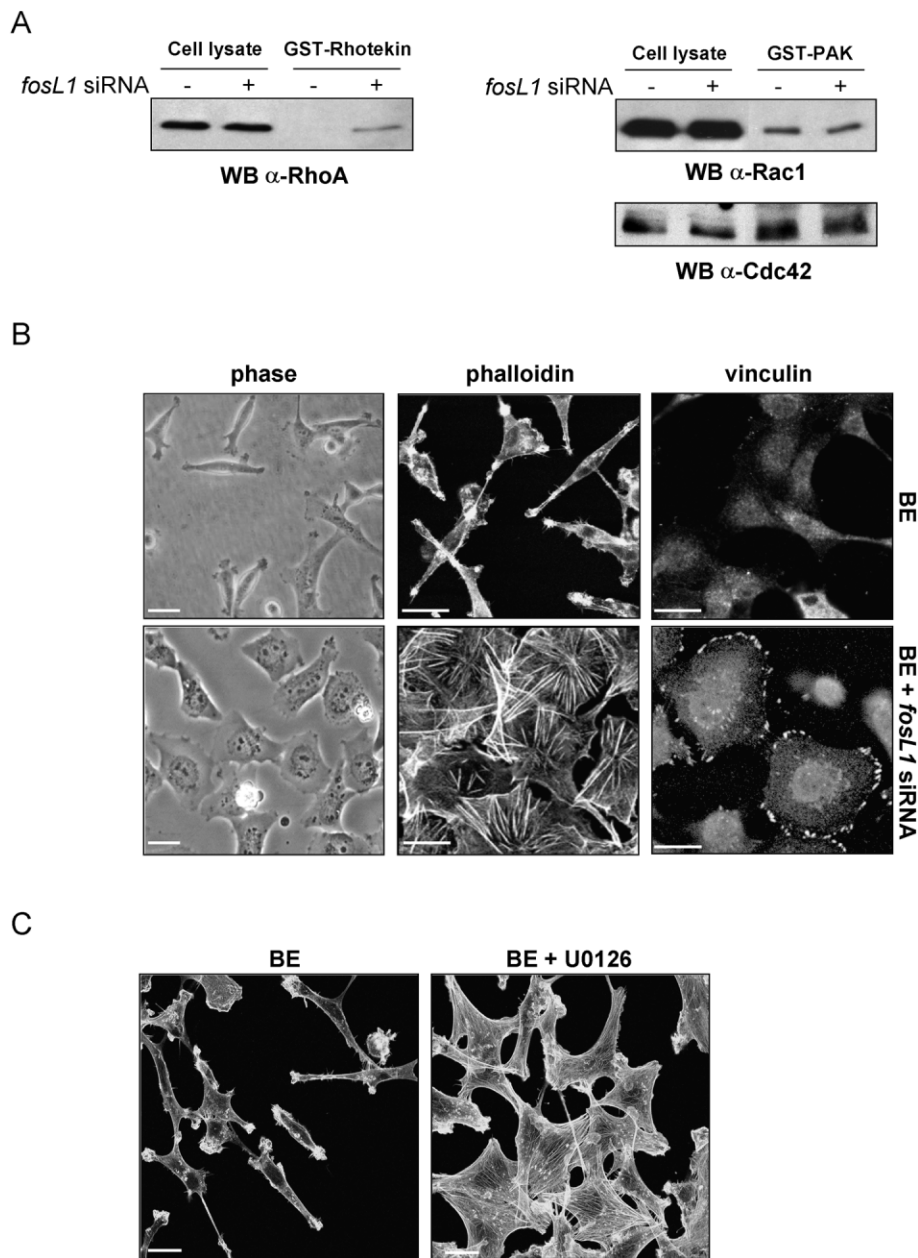 A
Cell lysate GST-Rhotekin
fosL1 siRNA - + - +
WB α-RhoA
Cell lysate GST-PAK
fosL1 siRNA - + - +
WB α-Rac1
WB α-Cdc42
B
phase phalloidin vinculin
BE
BE + fosL1 siRNA
C
BE BE + U0126